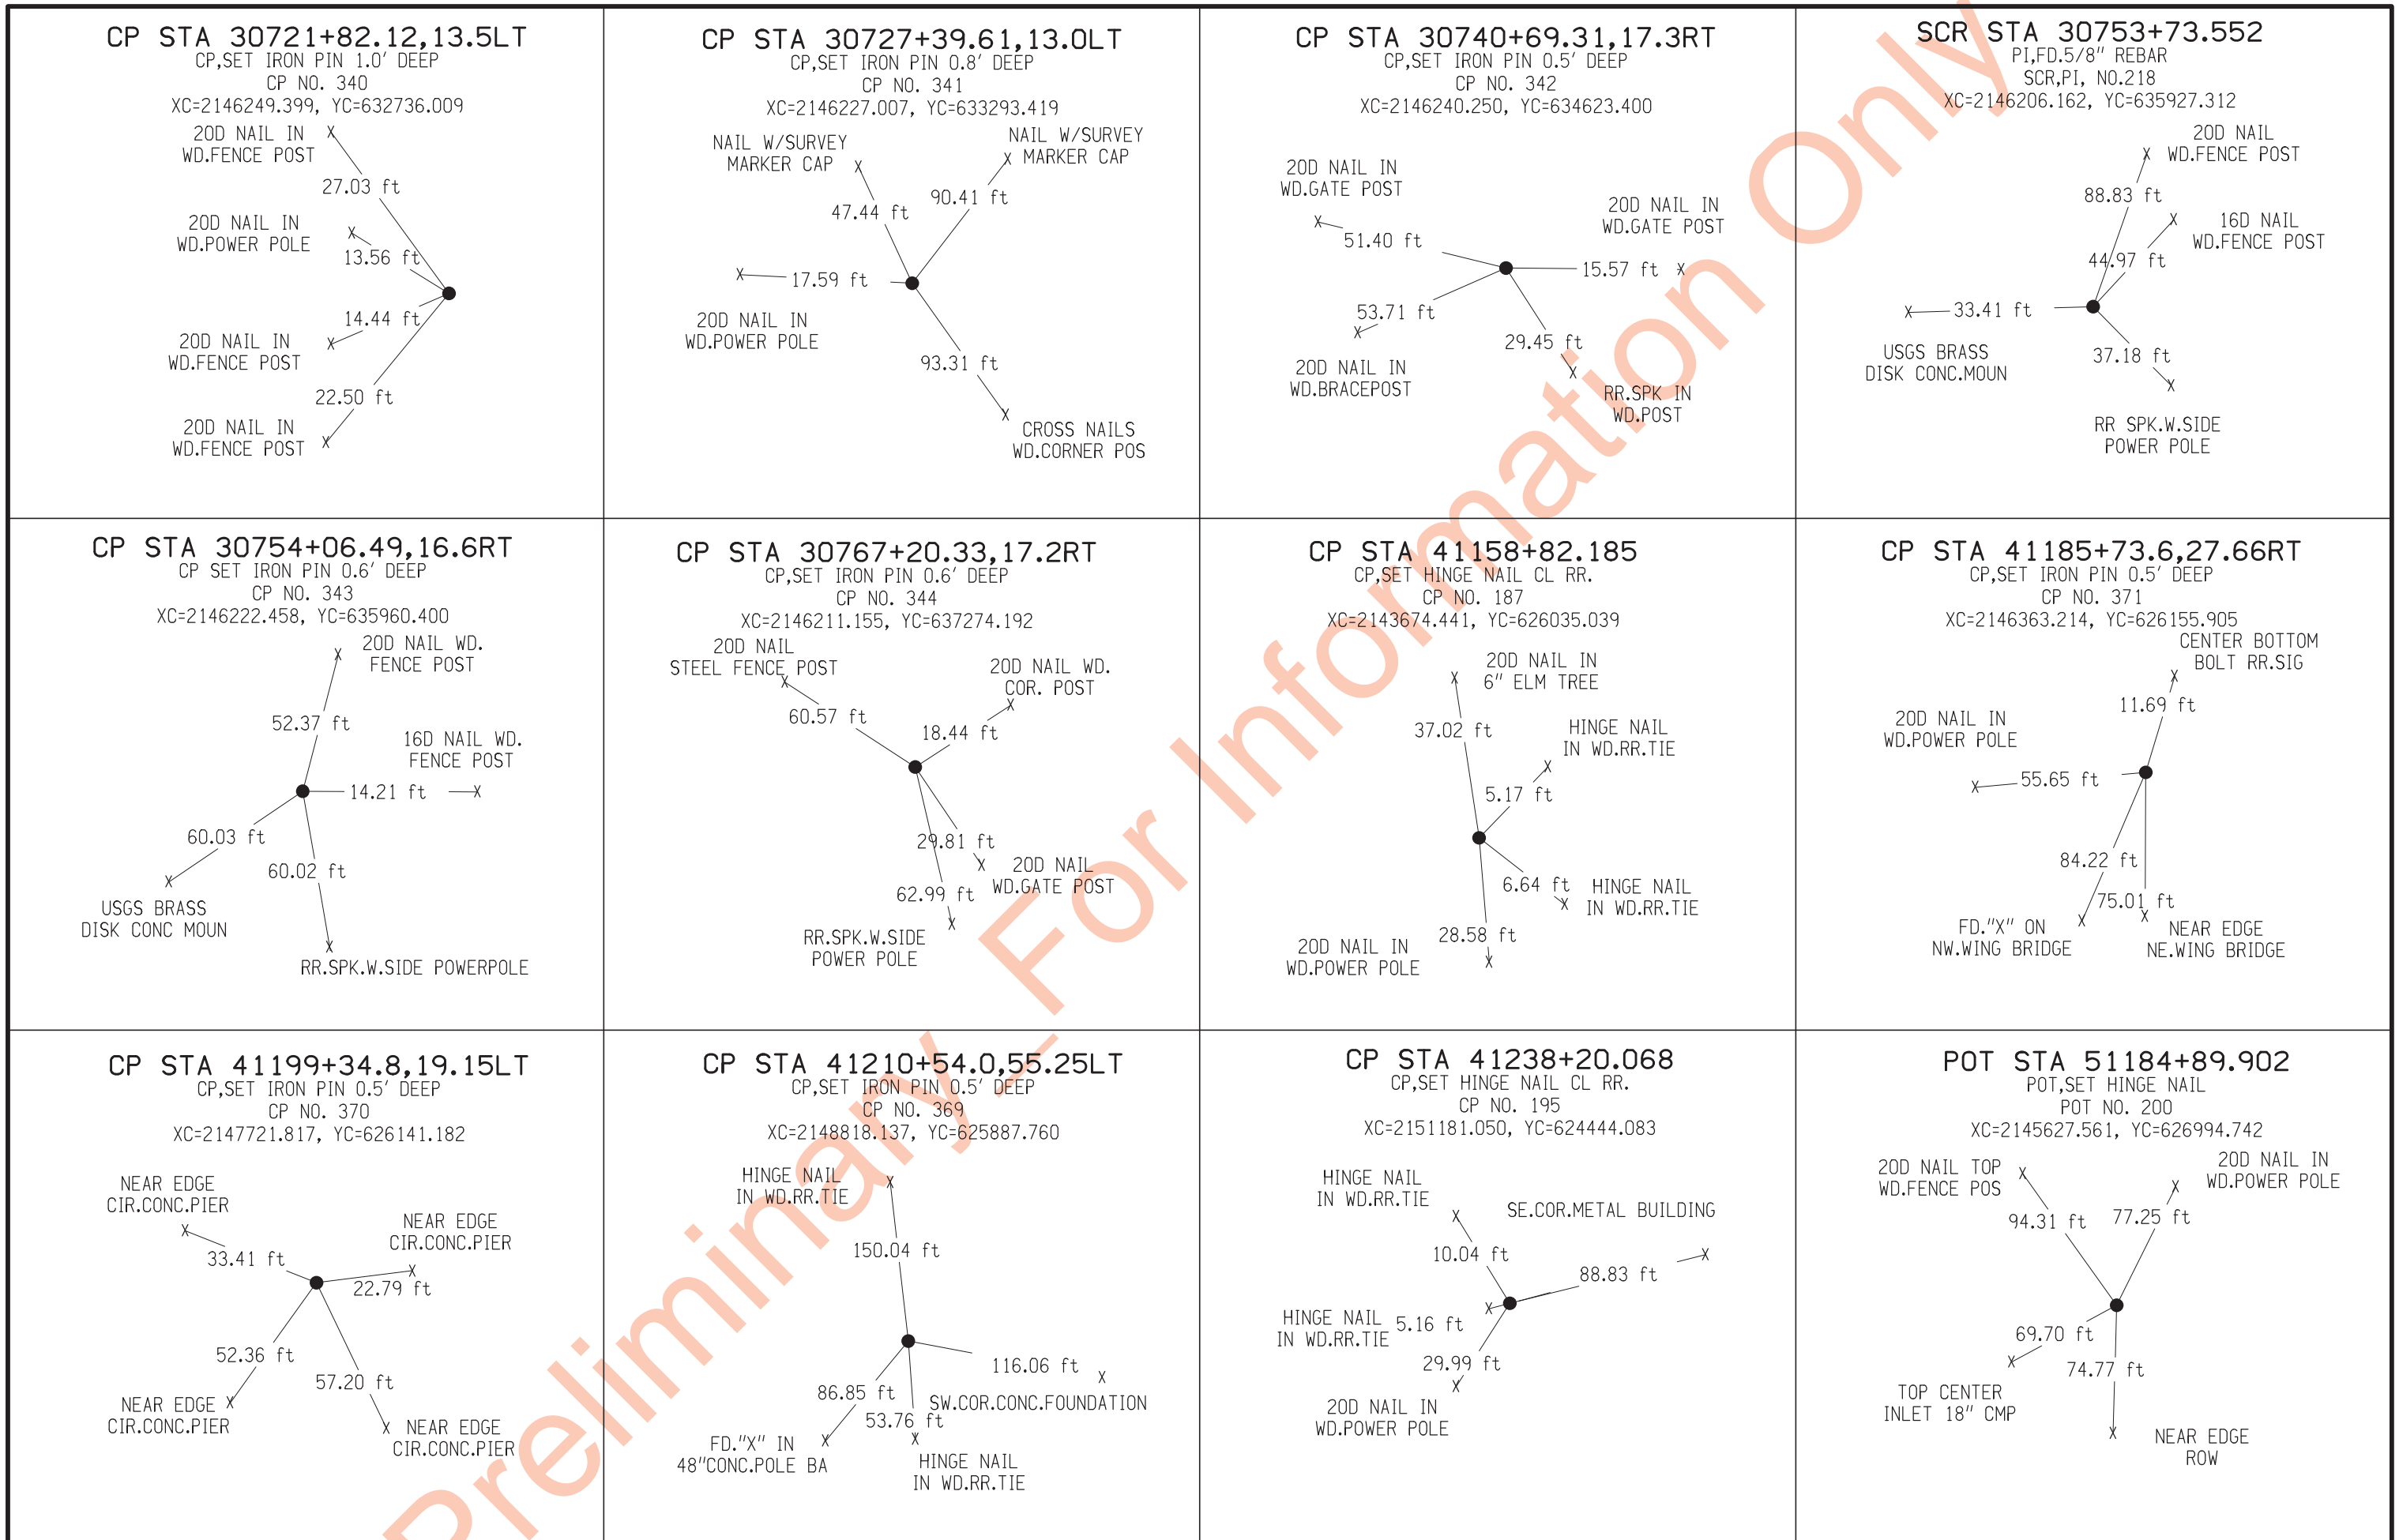 CP STA 30721+82.12,13.5LT
CP,SET IRON PIN 1.0' DEEP
CP NO. 340
XC=2146249.399, YC=632736.009
20D NAIL IN
WD.FENCE POST
27.03 ft
20D NAIL IN
WD.POWER POLE
13.56 ft
14.44 ft
20D NAIL IN
WD.FENCE POST
22.50 ft
20D NAIL IN
WD.FENCE POST
CP STA 30727+39.61,13.0LT
CP,SET IRON PIN 0.8' DEEP
CP NO. 341
XC=2146227.007, YC=633293.419
NAIL W/SURVEY
MARKER CAP
NAIL W/SURVEY
MARKER CAP
47.44 ft
90.41 ft
17.59 ft
20D NAIL IN
WD.POWER POLE
93.31 ft
CROSS NAILS
WD.CORNER POS
CP STA 30740+69.31,17.3RT
CP,SET IRON PIN 0.5' DEEP
CP NO. 342
XC=2146240.250, YC=634623.400
20D NAIL IN
WD.GATE POST
51.40 ft
20D NAIL IN
WD.GATE POST
15.57 ft
53.71 ft
20D NAIL IN
WD.BRACEPOST
29.45 ft
RR.SPK IN
WD.POST
SCR STA 30753+73.552
PI,FD.5/8" REBAR
SCR,PI, NO.218
XC=2146206.162, YC=635927.312
20D NAIL
WD.FENCE POST
88.83 ft
16D NAIL
WD.FENCE POST
44.97 ft
33.41 ft
USGS BRASS
DISK CONC.MOUN
37.18 ft
RR SPK.W.SIDE
POWER POLE
CP STA 30754+06.49,16.6RT
CP SET IRON PIN 0.6' DEEP
CP NO. 343
XC=2146222.458, YC=635960.400
20D NAIL WD.
FENCE POST
52.37 ft
16D NAIL WD.
FENCE POST
14.21 ft
60.03 ft
60.02 ft
USGS BRASS
DISK CONC MOUN
RR.SPK.W.SIDE POWERPOLE
CP STA 30767+20.33,17.2RT
CP,SET IRON PIN 0.6' DEEP
CP NO. 344
XC=2146211.155, YC=637274.192
20D NAIL
STEEL FENCE POST
20D NAIL WD.
COR. POST
60.57 ft
18.44 ft
29.81 ft
20D NAIL
WD.GATE POST
62.99 ft
RR.SPK.W.SIDE
POWER POLE
CP STA 41158+82.185
CP,SET HINGE NAIL CL RR.
CP NO. 187
XC=2143674.441, YC=626035.039
20D NAIL IN
6" ELM TREE
37.02 ft
HINGE NAIL
IN WD.RR.TIE
5.17 ft
6.64 ft
HINGE NAIL
IN WD.RR.TIE
28.58 ft
20D NAIL IN
WD.POWER POLE
CP STA 41185+73.6,27.66RT
CP,SET IRON PIN 0.5' DEEP
CP NO. 371
XC=2146363.214, YC=626155.905
CENTER BOTTOM
BOLT RR.SIG
11.69 ft
20D NAIL IN
WD.POWER POLE
55.65 ft
84.22 ft
75.01 ft
FD."X" ON
NW.WING BRIDGE
NEAR EDGE
NE.WING BRIDGE
CP STA 41199+34.8,19.15LT
CP,SET IRON PIN 0.5' DEEP
CP NO. 370
XC=2147721.817, YC=626141.182
NEAR EDGE
CIR.CONC.PIER
NEAR EDGE
CIR.CONC.PIER
33.41 ft
22.79 ft
52.36 ft
57.20 ft
NEAR EDGE
CIR.CONC.PIER
NEAR EDGE
CIR.CONC.PIER
CP STA 41210+54.0,55.25LT
CP,SET IRON PIN 0.5' DEEP
CP NO. 369
XC=2148818.137, YC=625887.760
HINGE NAIL
IN WD.RR.TIE
150.04 ft
116.06 ft
SW.COR.CONC.FOUNDATION
86.85 ft
53.76 ft
FD."X" IN
48"CONC.POLE BA
HINGE NAIL
IN WD.RR.TIE
CP STA 41238+20.068
CP,SET HINGE NAIL CL RR.
CP NO. 195
XC=2151181.050, YC=624444.083
HINGE NAIL
IN WD.RR.TIE
SE.COR.METAL BUILDING
10.04 ft
88.83 ft
HINGE NAIL
IN WD.RR.TIE
5.16 ft
29.99 ft
20D NAIL IN
WD.POWER POLE
POT STA 51184+89.902
POT,SET HINGE NAIL
POT NO. 200
XC=2145627.561, YC=626994.742
20D NAIL TOP
WD.FENCE POS
20D NAIL IN
WD.POWER POLE
94.31 ft
77.25 ft
69.70 ft
74.77 ft
TOP CENTER
INLET 18" CMP
NEAR EDGE
ROW
Preliminary_For Information Only